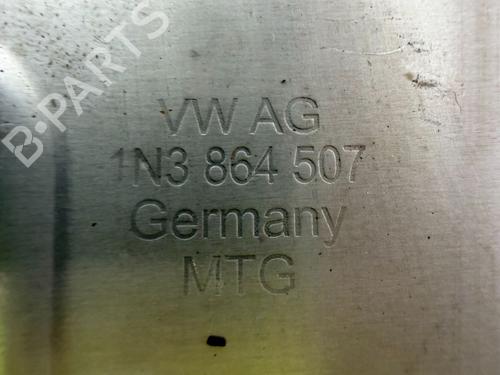 B-PARTS
VW AG
1N3 864 507
Germany
MTG